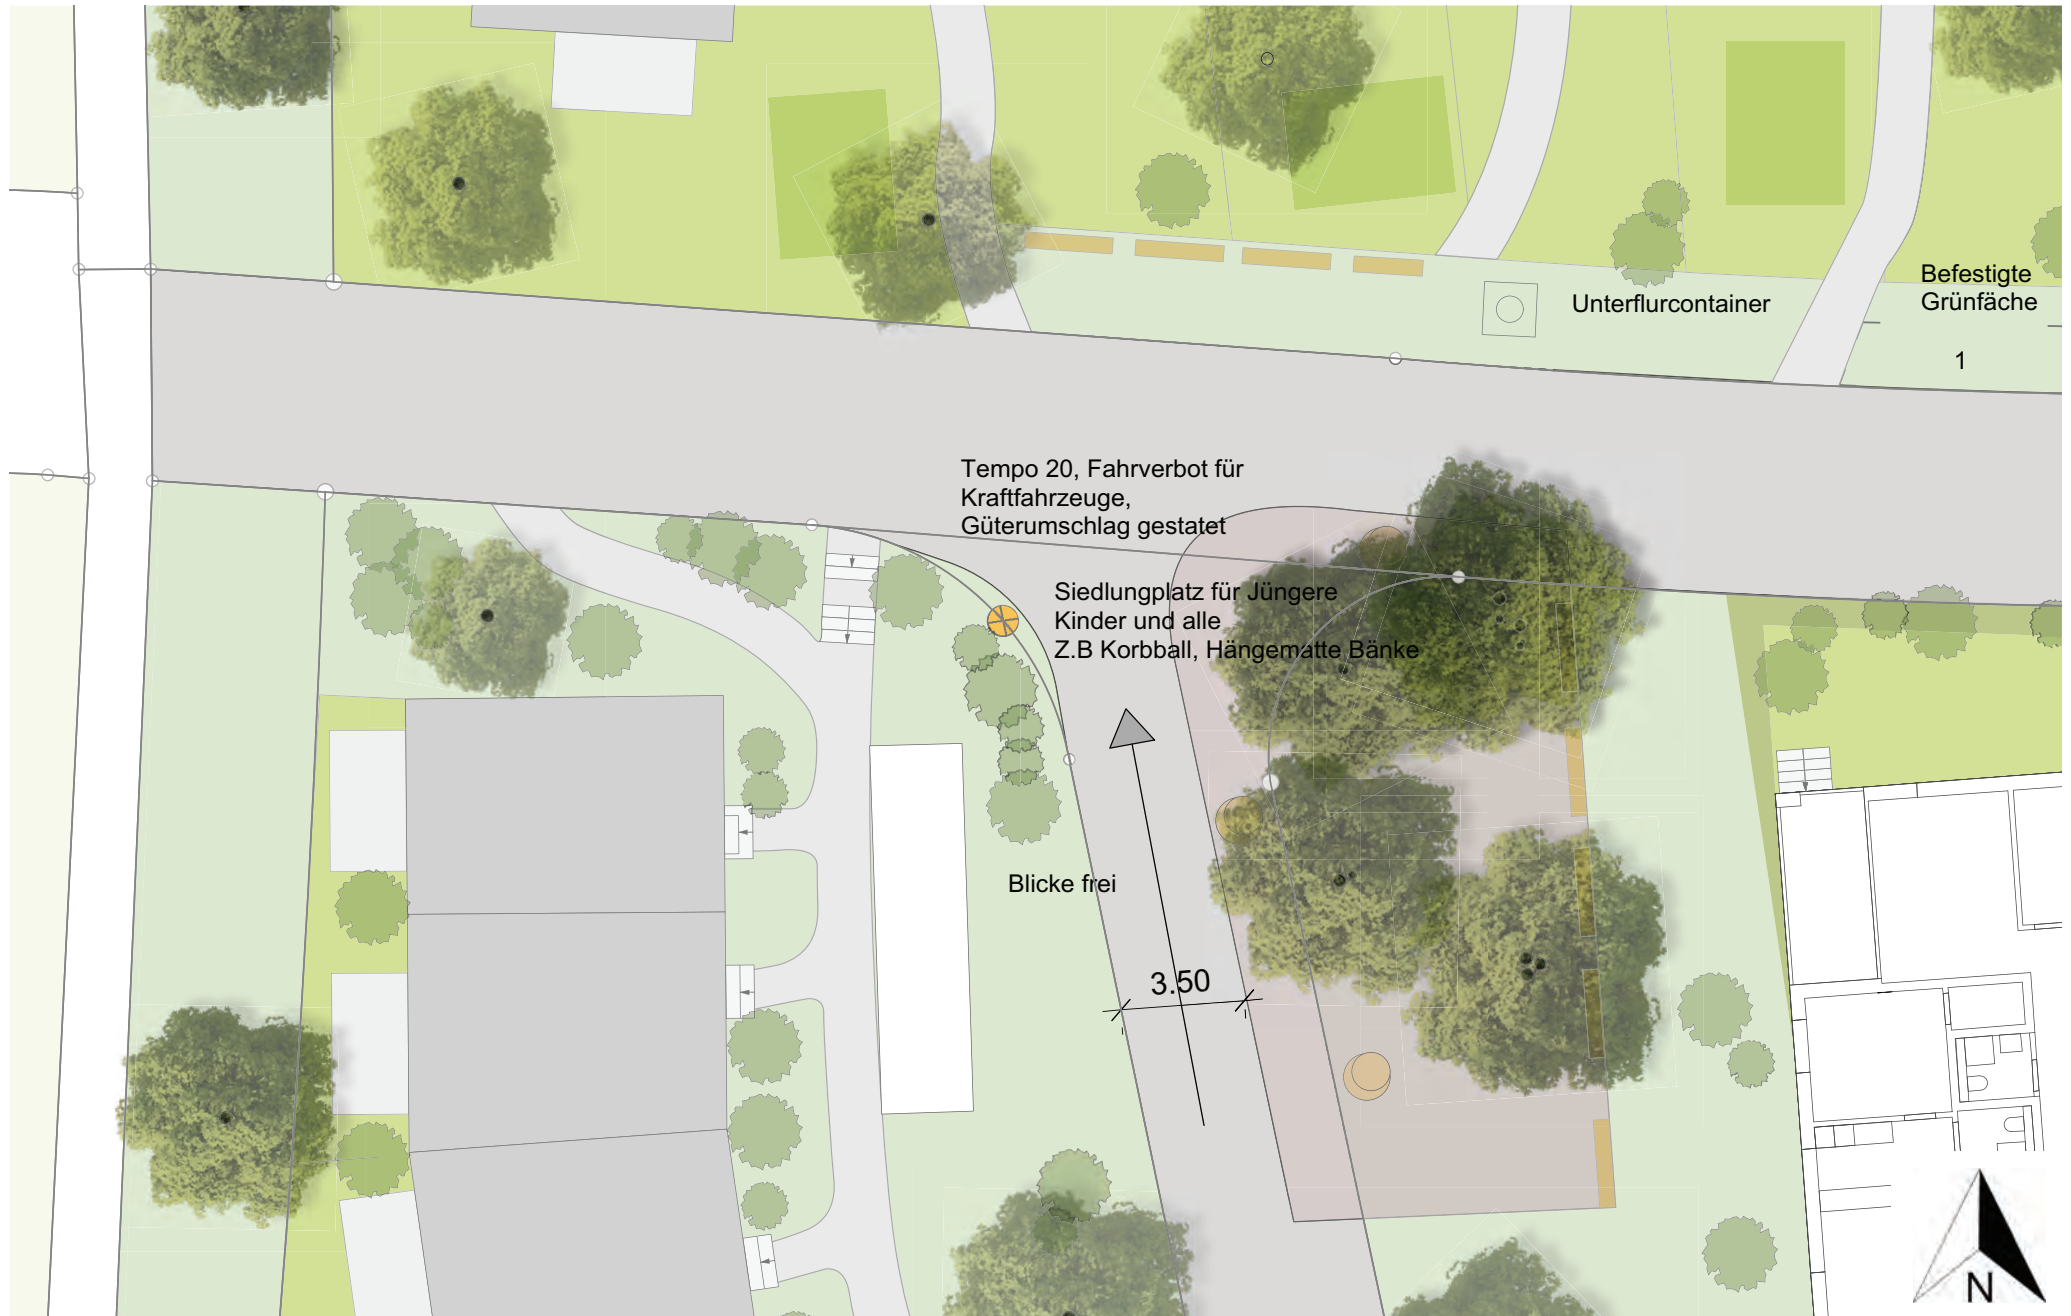 Befestigte
Grünfäche
Unterflurcontainer
1
Tempo 20, Fahrverbot für
Kraftfahrzeuge,
Güterumschlag gestatet
Siedlungplatz für Jüngere
Kinder und alle
Z.B Korbball, Hängematte Bänke
Blicke frei
3.50
N